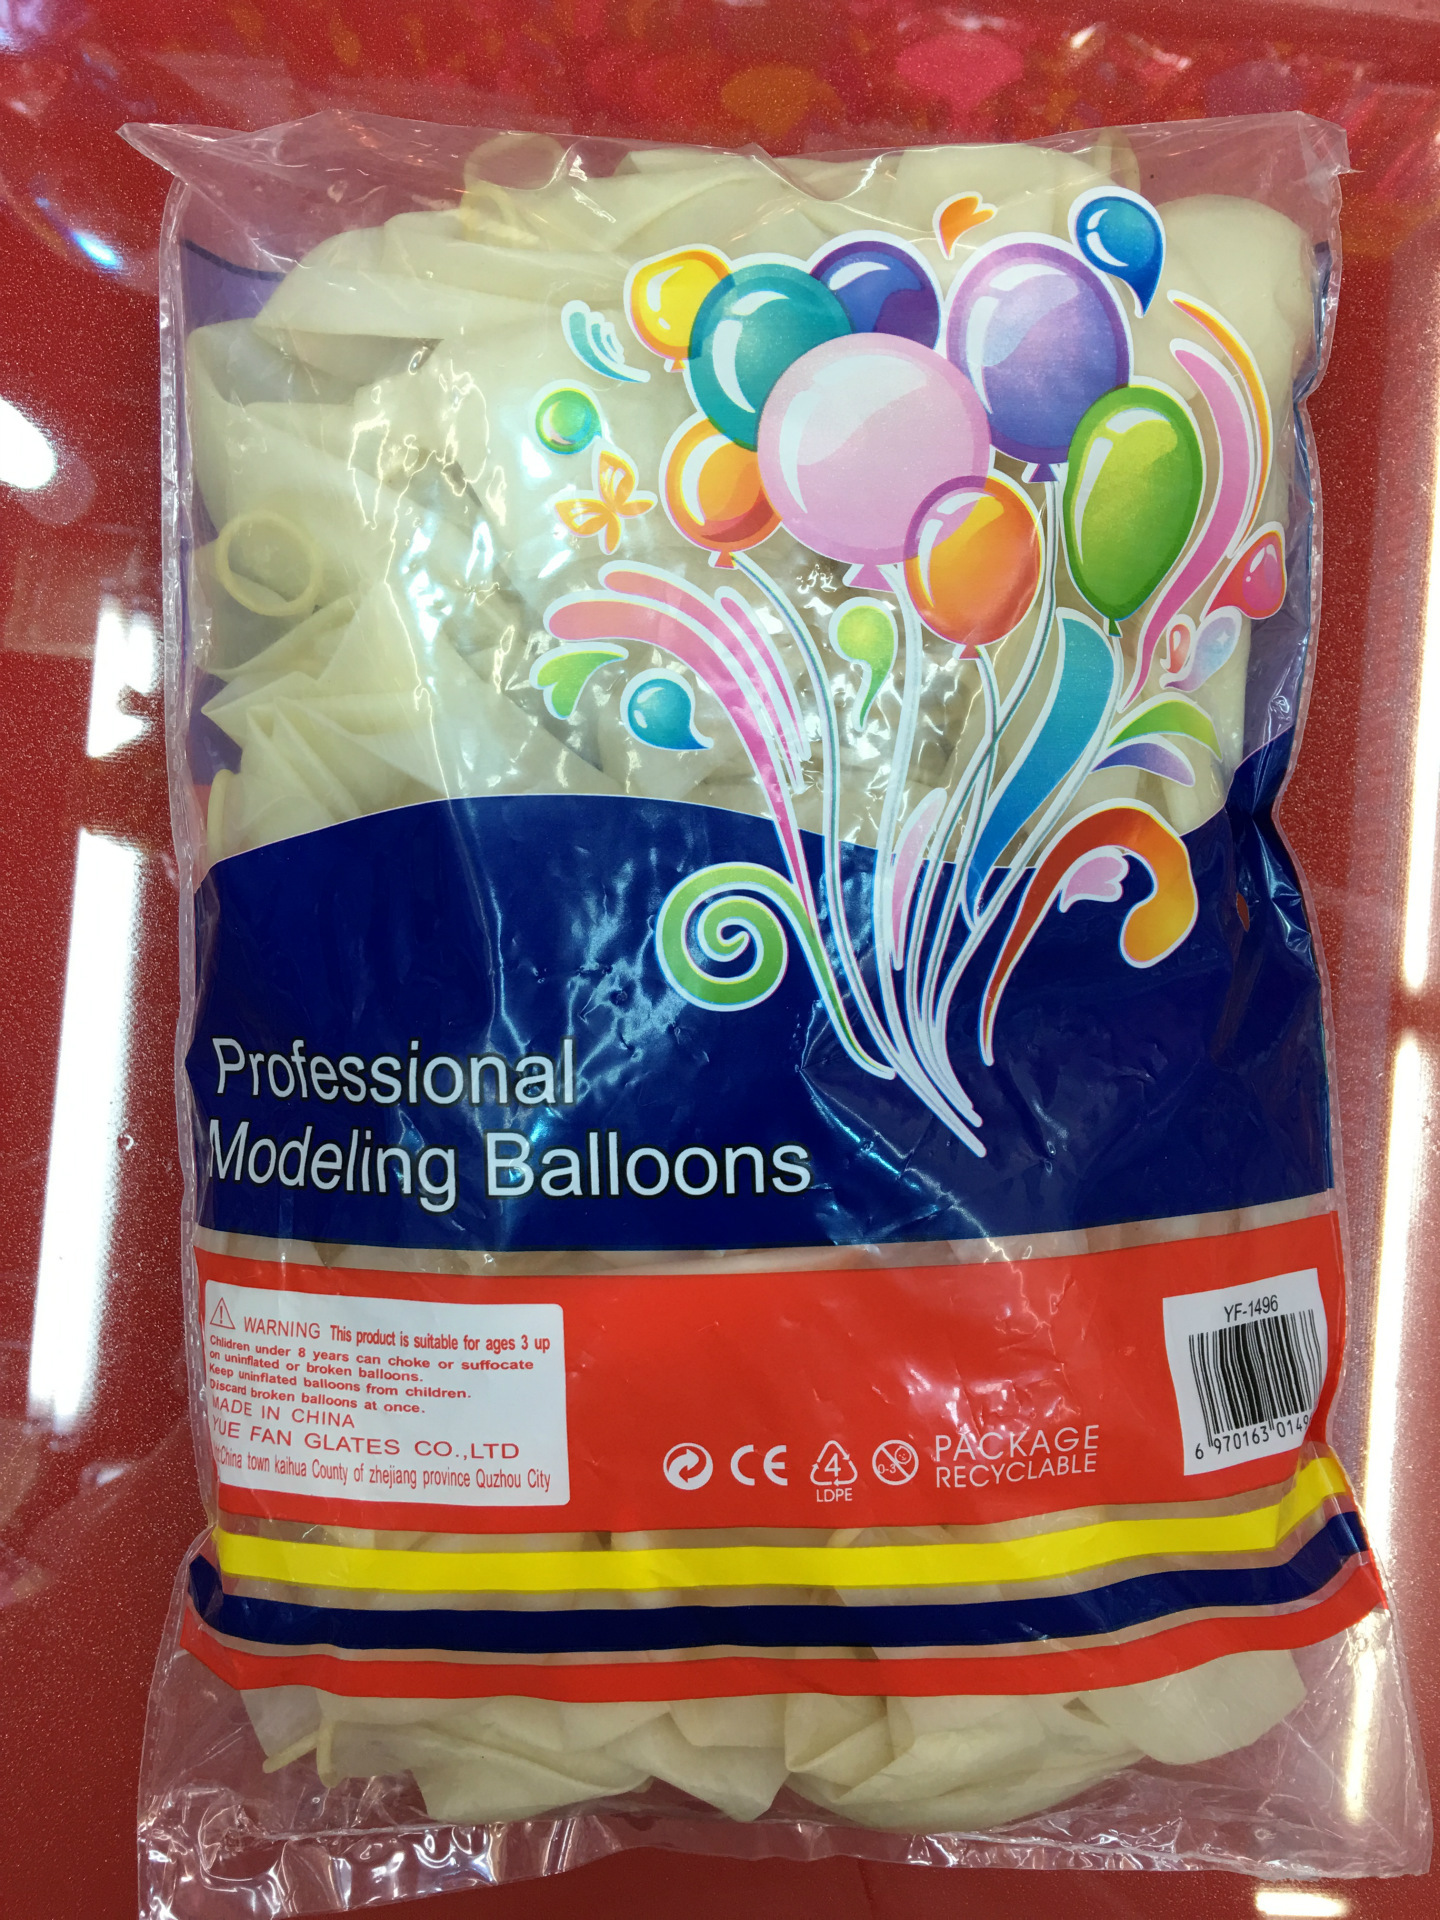 Professional
Modeling Balloons
WARNING This product is suitable for ages 3 up
Children under 8 years can choke or suffocate
on uninflated or broken balloons.
Keep uninflated balloons from children.
Discard broken balloons at once.
MADE IN CHINA
YUE FAN GLATES CO.,LTD
China town kaihua County of zhejiang province Quzhou City
CE
4
LDPE
0-3
PACKAGE
RECYCLABLE
YF-1496
6 970163 0149